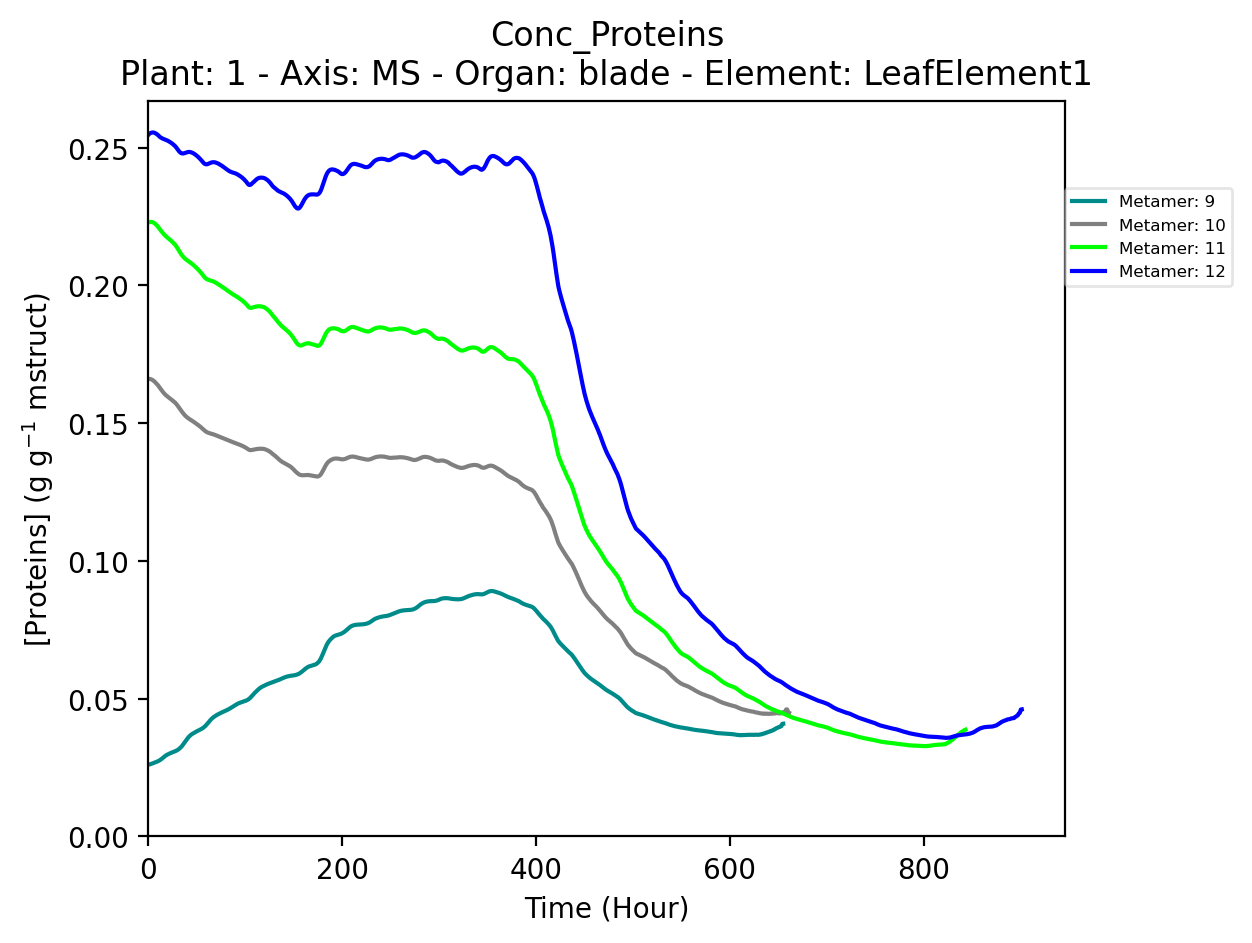 Conc_Proteins
Plant: 1 - Axis: MS - Organ: blade - Element: LeafElement1
[Proteins] (g g⁻¹ mstruct)
0.25
0.20
0.15
0.10
0.05
0.00
0
200
400
600
800
Time (Hour)
Metamer: 9
Metamer: 10
Metamer: 11
Metamer: 12